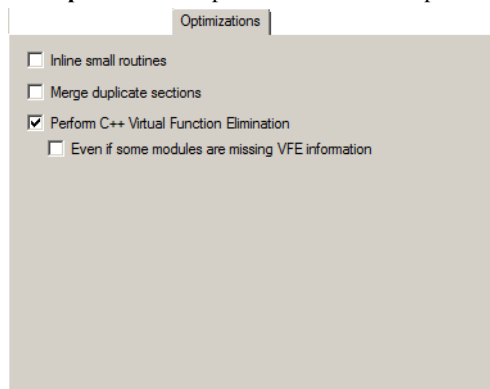 Optimizations
Inline small routines
Merge duplicate sections
Perform C++ Virtual Function Elimination
Even if some modules are missing VFE information